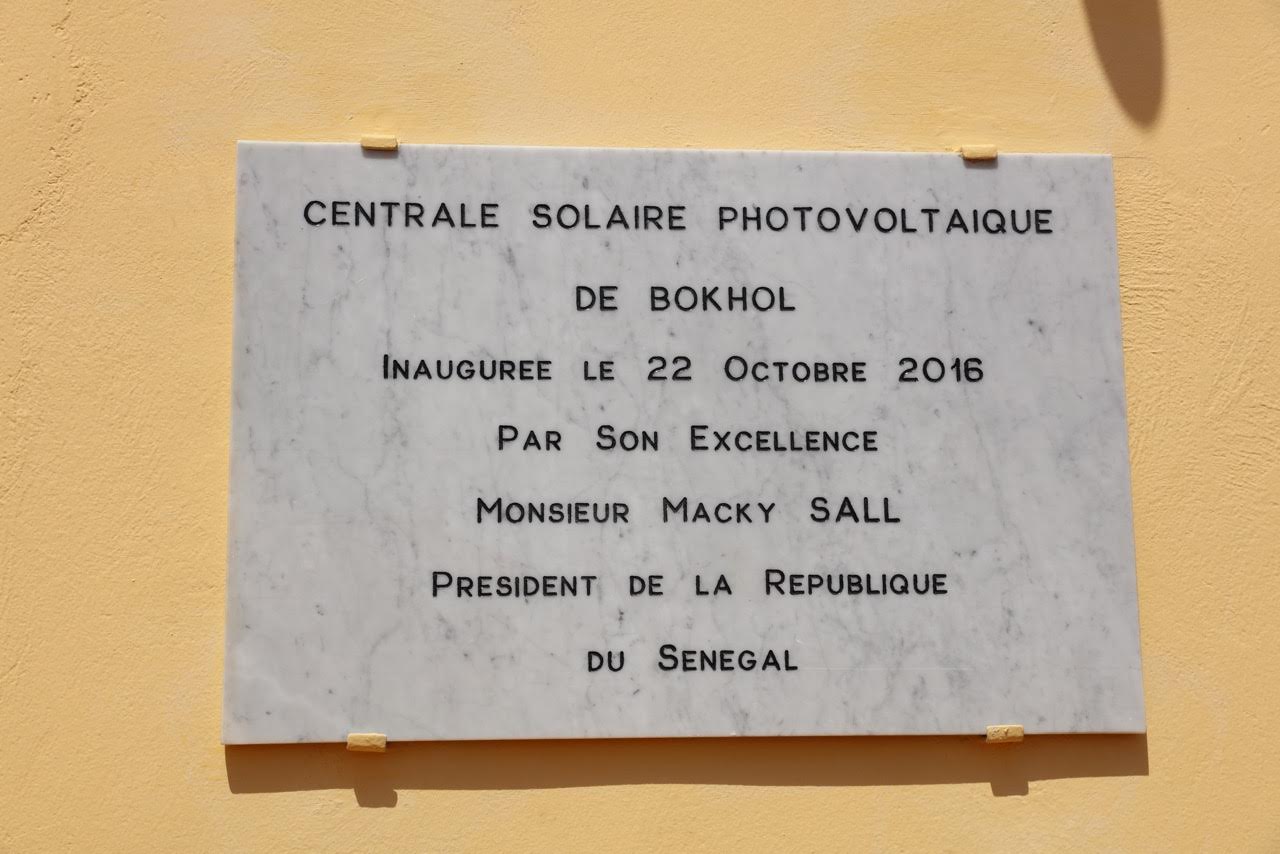 CENTRALE SOLAIRE PHOTOVOLTAIQUE
DE BOKHOL
INAUGUREE LE 22 OCTOBRE 2016
PAR SON EXCELLENCE
MONSIEUR MACKY SALL
PRESIDENT DE LA REPUBLIQUE
DU SENEGAL